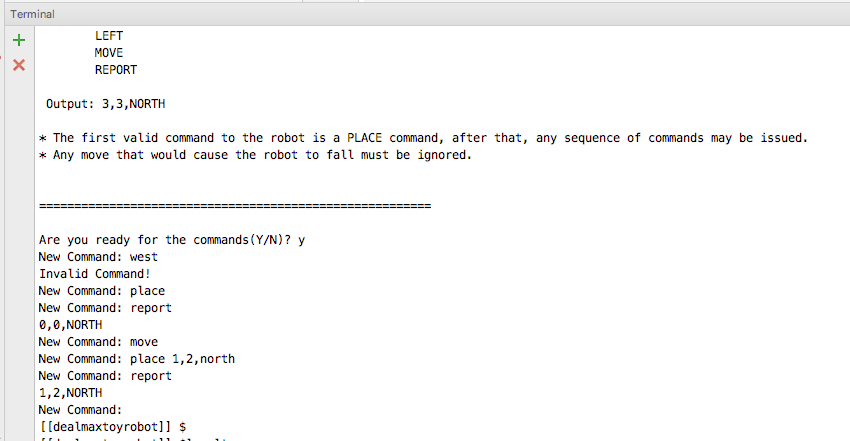 Terminal
LEFT
MOVE
REPORT
Output: 3,3,NORTH
* The first valid command to the robot is a PLACE command, after that, any sequence of commands may be issued.
* Any move that would cause the robot to fall must be ignored.
========================================================
Are you ready for the commands(Y/N)? y
New Command: west
Invalid Command!
New Command: place
New Command: report
0,0,NORTH
New Command: move
New Command: place 1,2,north
New Command: report
1,2,NORTH
New Command:
[[dealmaxtoyrobot]] $